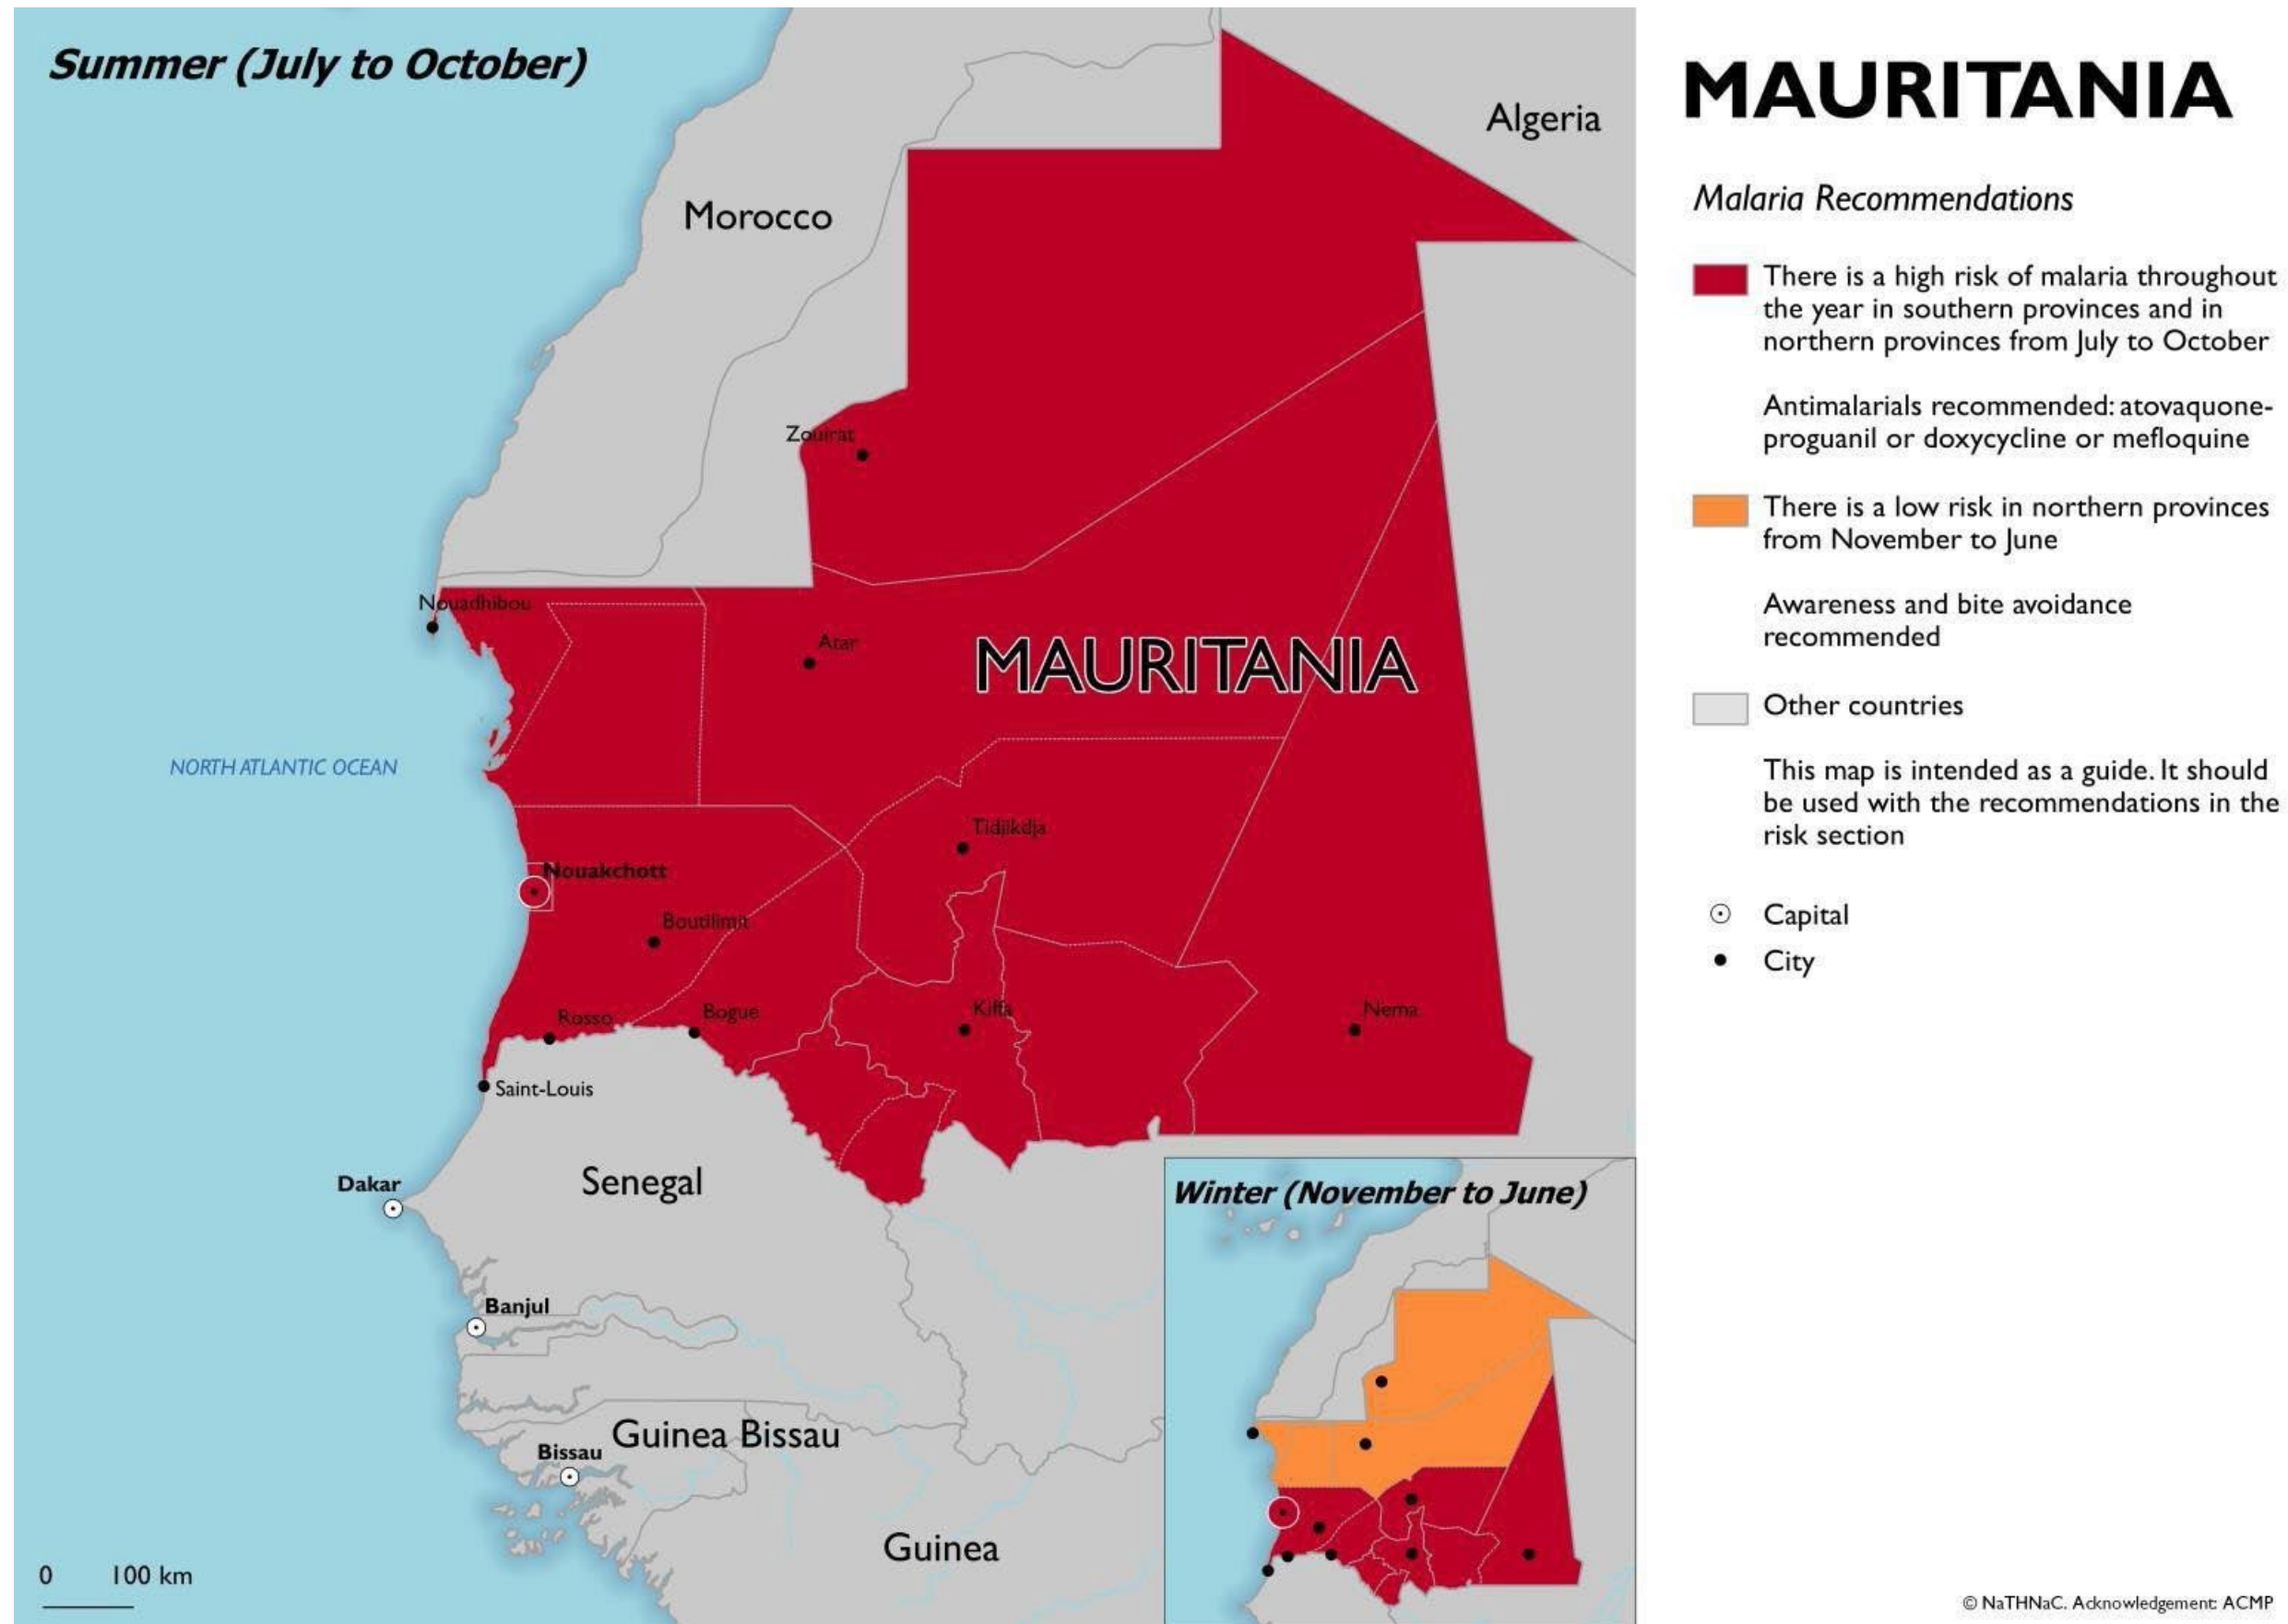 Summer (July to October)
Algeria
Morocco
Zouirat
Nouadhibou
Atar
MAURITANIA
NORTH ATLANTIC OCEAN
Tidjikdja
Nouakchott
Boutilimit
Rosso
Bogue
Kiffa
Nema
Saint-Louis
Senegal
Dakar
Banjul
Guinea Bissau
Bissau
Guinea
0 100 km
Winter (November to June)
MAURITANIA
Malaria Recommendations
There is a high risk of malaria throughout
the year in southern provinces and in
northern provinces from July to October
Antimalarials recommended: atovaquone-
proguanil or doxycycline or mefloquine
There is a low risk in northern provinces
from November to June
Awareness and bite avoidance
recommended
Other countries
This map is intended as a guide. It should
be used with the recommendations in the
risk section
Capital
City
© NaTHNaC. Acknowledgement: ACMP